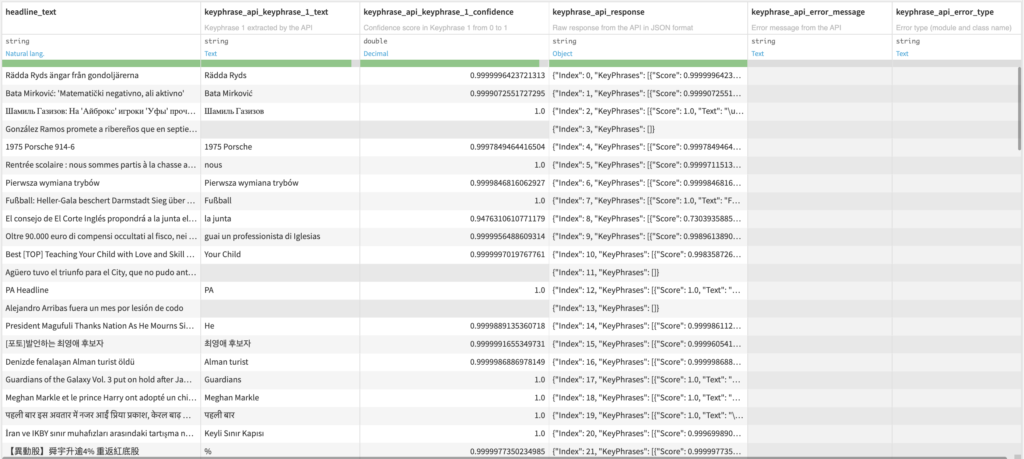 headline_text keyphrase_api_keyphrase_1_text keyphrase_api_keyphrase_1_confidence keyphrase_api_response keyphrase_api_error_message keyphrase_api_error_type
Keyphrase 1 extracted by the API Confidence score in Keyphrase 1 from 0 to 1 Raw response from the API in JSON format Error message from the API Error type (module and class name)
string string double string string string
Natural lang. Text Decimal Object Text Text
Rädda Ryds ängar från gondoljärerna Rädda Ryds 0.9999996423721313 {"Index": 0, "KeyPhrases": [{"Score": 0.9999996423...
Bata Mirković: 'Matematički negativno, ali aktivno' Bata Mirković 0.9999072551727295 {"Index": 1, "KeyPhrases": [{"Score": 0.9999072551...
Шамиль Газизов: На 'Айброкс' игроки 'Уфы' проч... Шамиль Газизов 1.0 {"Index": 2, "KeyPhrases": [{"Score": 1.0, "Text": "\u...
González Ramos promete a ribereños que en septie... {"Index": 3, "KeyPhrases": []}
1975 Porsche 914-6 1975 Porsche 0.9997849464416504 {"Index": 4, "KeyPhrases": [{"Score": 0.9997849464...
Rentrée scolaire : nous sommes partis à la chasse a... nous 1.0 {"Index": 5, "KeyPhrases": [{"Score": 0.9999711513...
Pierwsza wymiana trybów Pierwsza wymiana trybów 0.9999846816062927 {"Index": 6, "KeyPhrases": [{"Score": 0.9999846816...
Fußball: Heller-Gala beschert Darmstadt Sieg über ... Fußball 1.0 {"Index": 7, "KeyPhrases": [{"Score": 1.0, "Text": "F...
El consejo de El Corte Inglés propondrá a la junta el... la junta 0.9476310610771179 {"Index": 8, "KeyPhrases": [{"Score": 0.7303935885...
Oltre 90.000 euro di compensi occultati al fisco, nei ... guai un professionista di Iglesias 0.9999956488609314 {"Index": 9, "KeyPhrases": [{"Score": 0.9989613890...
Best [TOP] Teaching Your Child with Love and Skill ... Your Child 0.9999997019767761 {"Index": 10, "KeyPhrases": [{"Score": 0.998358726...
Agüero tuvo el triunfo para el City, que no pudo ant... {"Index": 11, "KeyPhrases": []}
PA Headline PA 1.0 {"Index": 12, "KeyPhrases": [{"Score": 1.0, "Text": "...
Alejandro Arribas fuera un mes por lesión de codo {"Index": 13, "KeyPhrases": []}
President Magufuli Thanks Nation As He Mourns Si... He 0.9998889135360718 {"Index": 14, "KeyPhrases": [{"Score": 0.999986112...
[포토]발언하는 최영애 후보자 최영애 후보자 0.9999991655349731 {"Index": 15, "KeyPhrases": [{"Score": 0.999960541...
Denizde fenalaşan Alman turist öldü Alman turist 0.9999986886978149 {"Index": 16, "KeyPhrases": [{"Score": 0.999998688...
Guardians of the Galaxy Vol. 3 put on hold after Ja... Guardians 1.0 {"Index": 17, "KeyPhrases": [{"Score": 1.0, "Text": "...
Meghan Markle et le prince Harry ont adopté un chi... Meghan Markle 1.0 {"Index": 18, "KeyPhrases": [{"Score": 1.0, "Text": "...
पहली बार इस अवतार में नजर आईं प्रिया प्रकाश, केरल बाढ़ ... पहली बार 1.0 {"Index": 19, "KeyPhrases": [{"Score": 1.0, "Text": "\...
İran ve IKBY sınır muhafızları arasındaki tartışma n... Keyli Sınır Kapısı 1.0 {"Index": 20, "KeyPhrases": [{"Score": 0.999699890...
【異動股】舜宇升逾4% 重返紅底股 % 0.9999977350234985 {"Index": 21, "KeyPhrases": [{"Score": 0.999997735...